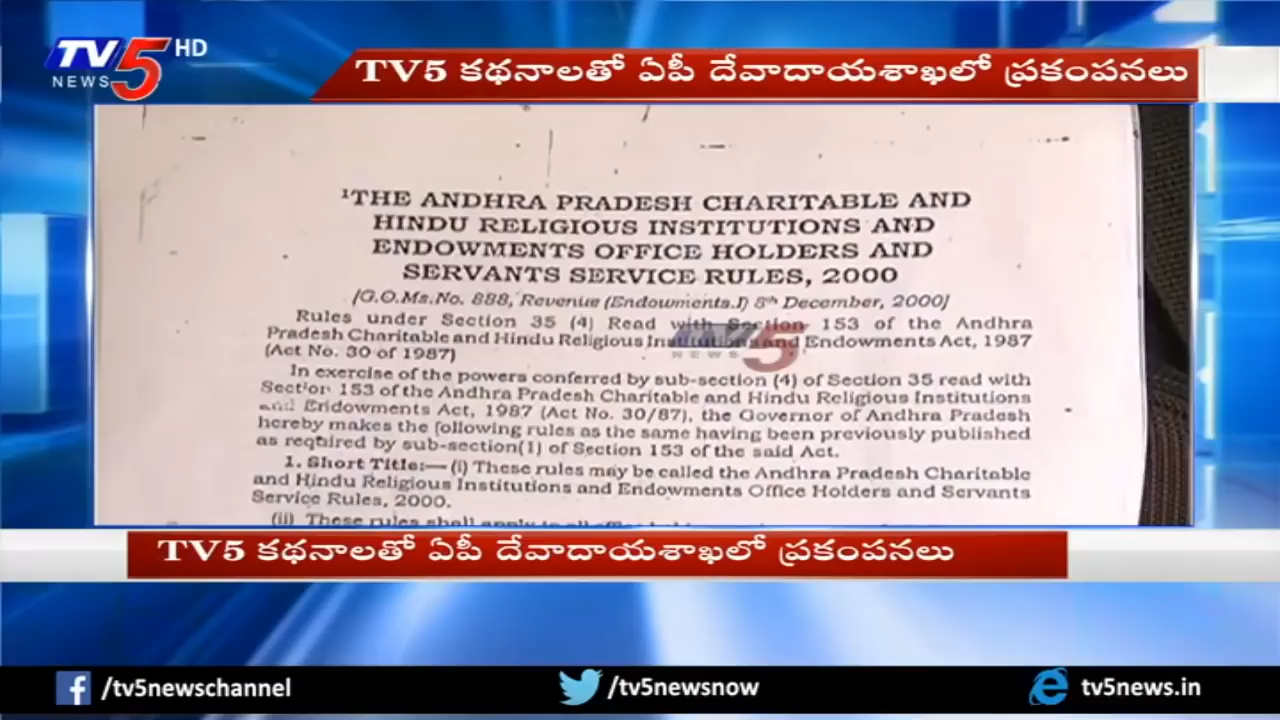 TV5 HD
NEWS
TV5 కథనాలతో ఏపీ దేవాదాయశాఖలో ప్రకంపనలు
¹THE ANDHRA PRADESH CHARITABLE AND
HINDU RELIGIOUS INSTITUTIONS AND
ENDOWMENTS OFFICE HOLDERS AND
SERVANTS SERVICE RULES, 2000
[G.O.Ms.No. 888, Revenue (Endowments.I) 8th December, 2000]
Rules under Section 35 (4) Read with Section 153 of the Andhra
Pradesh Charitable and Hindu Religious Institutions and Endowments Act, 1987
(Act No. 30 of 1987)
In exercise of the powers conferred by sub-section (4) of Section 35 read with
Section 153 of the Andhra Pradesh Charitable and Hindu Religious Institutions
and Endowments Act, 1987 (Act No. 30/87), the Governor of Andhra Pradesh
hereby makes the following rules as the same having been previously published
as required by sub-section(1) of Section 153 of the said Act.
1. Short Title:— (i) These rules may be called the Andhra Pradesh Charitable
and Hindu Religious Institutions and Endowments Office Holders and Servants
Service Rules, 2000.
(ii) These rules shall apply to all office
TV5 కథనాలతో ఏపీ దేవాదాయశాఖలో ప్రకంపనలు
/tv5newschannel
/tv5newsnow
tv5news.in